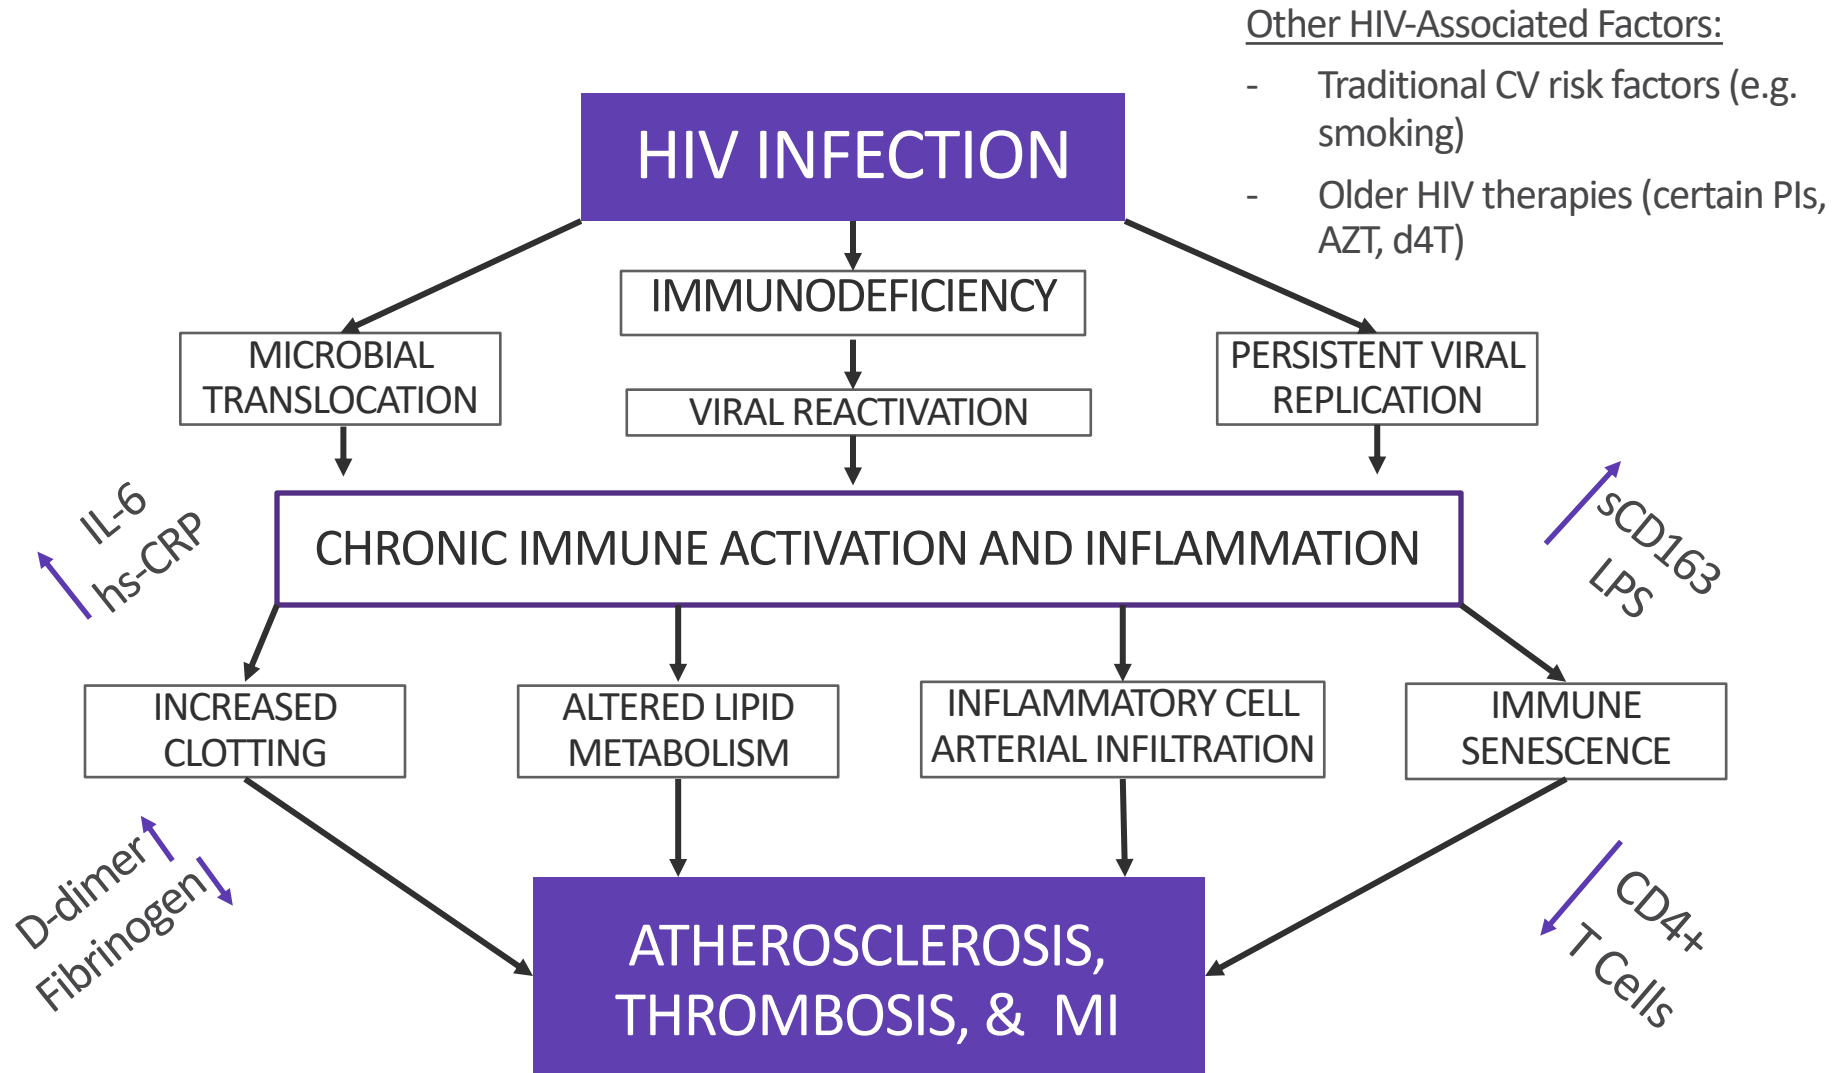 Other HIV-Associated Factors:
- Traditional CV risk factors (e.g.
smoking)
- Older HIV therapies (certain PIs,
AZT, d4T)
HIV INFECTION
IMMUNODEFICIENCY
MICROBIAL
TRANSLOCATION
VIRAL REACTIVATION
PERSISTENT VIRAL
REPLICATION
IL-6
hs-CRP
CHRONIC IMMUNE ACTIVATION AND INFLAMMATION
sCD163
LPS
INCREASED
CLOTTING
ALTERED LIPID
METABOLISM
INFLAMMATORY CELL
ARTERIAL INFILTRATION
IMMUNE
SENESCENCE
D-dimer
Fibrinogen
ATHEROSCLEROSIS,
THROMBOSIS, & MI
CD4+
T Cells